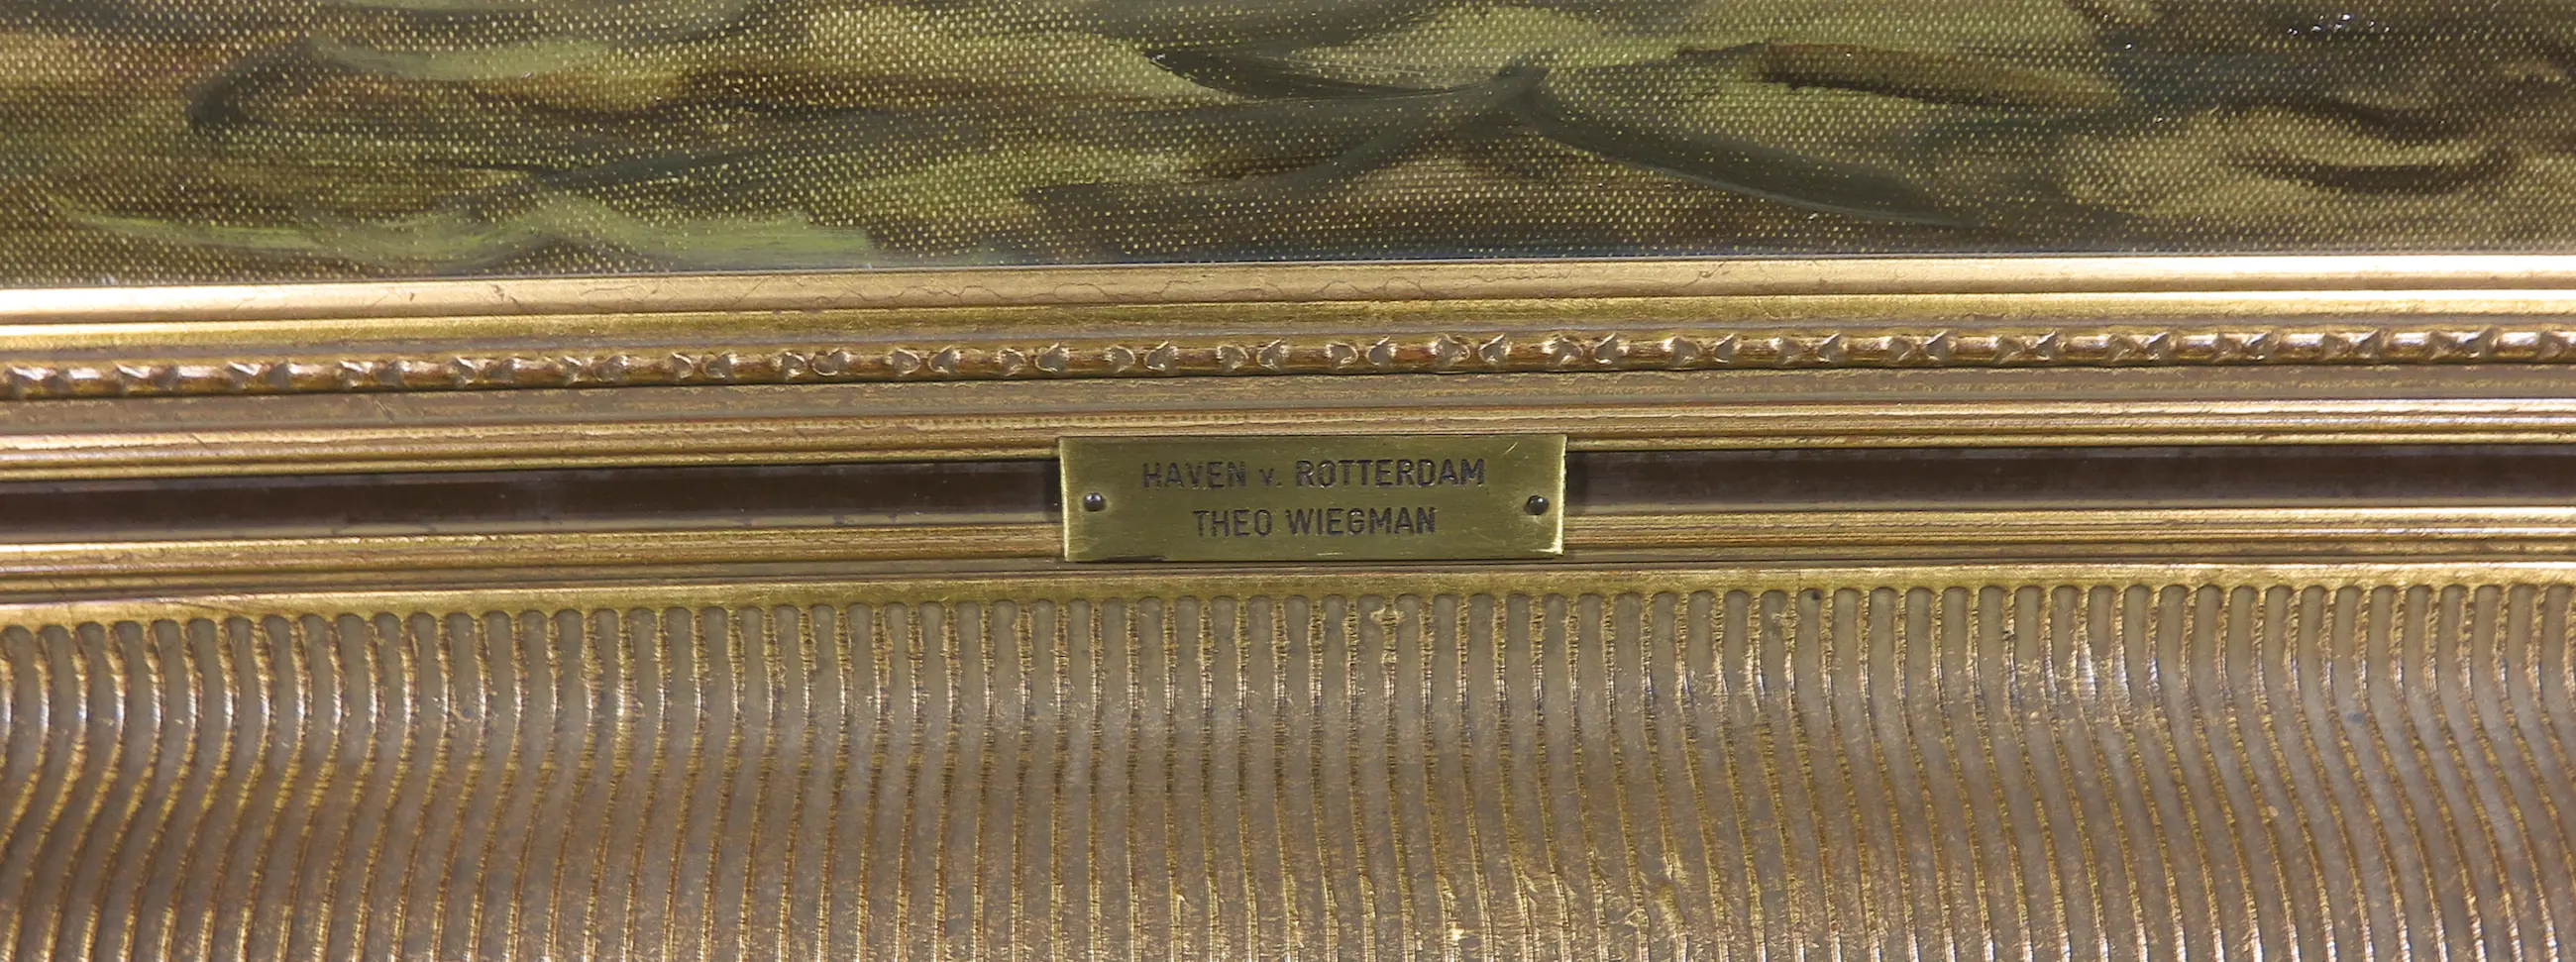 HAVEN v. ROTTERDAM
THEO WIEGMAN